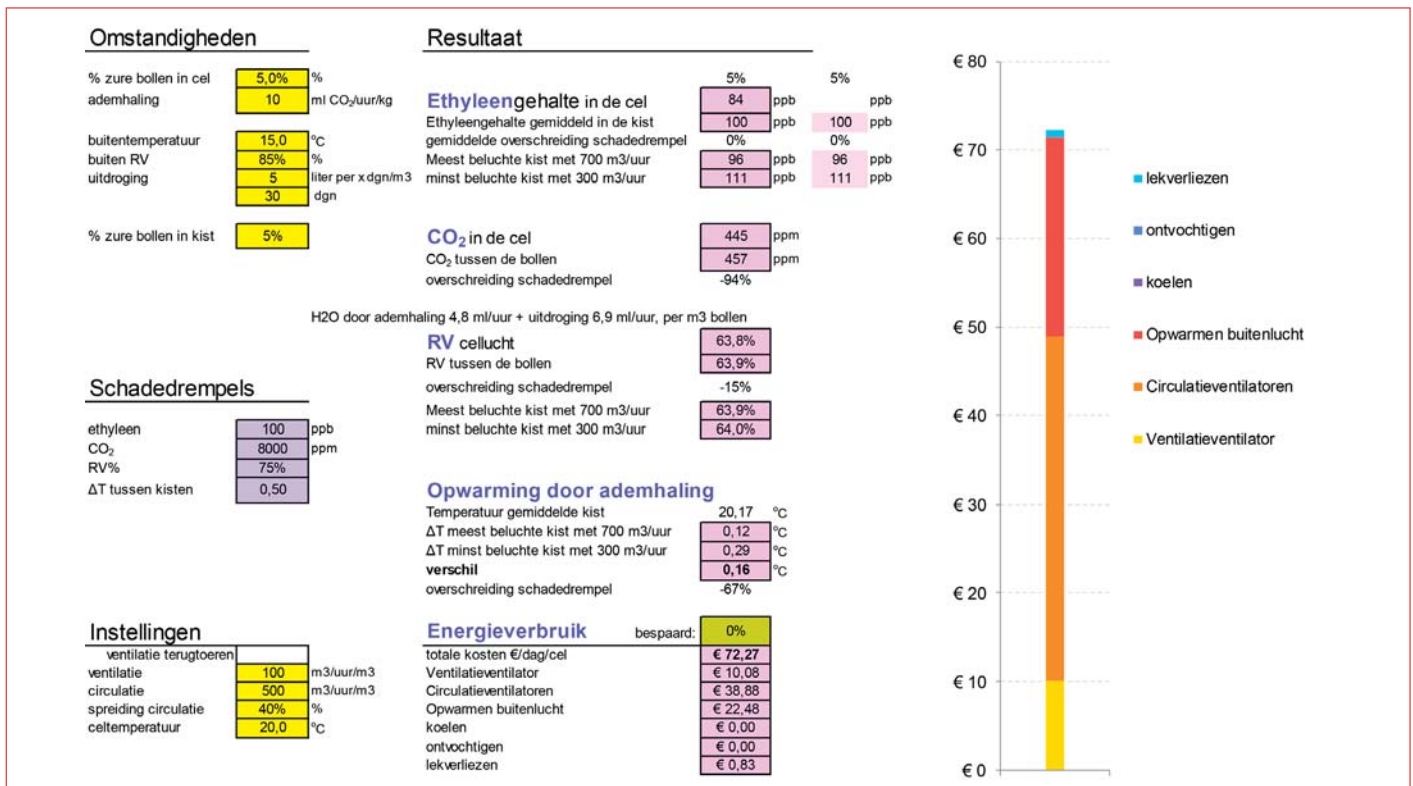 Omstandigheden
% zure bollen in cel 5,0% %
ademhaling 10 ml CO₂/uur/kg
buitentemperatuur 15,0 °C
buiten RV 85% %
uitdroging 5 liter per x dgn/m3
30 dgn
% zure bollen in kist 5%
Schadedrempels
ethyleen 100 ppb
CO₂ 8000 ppm
RV% 75%
ΔT tussen kisten 0,50
Instellingen
ventilatie terugtoeren
ventilatie 100 m3/uur/m3
circulatie 500 m3/uur/m3
spreiding circulatie 40% %
celtemperatuur 20,0 °C
Resultaat
5% 5%
Ethyleengehalte in de cel 84 ppb ppb
Ethyleengehalte gemiddeld in de kist 100 ppb 100 ppb
gemiddelde overschreiding schadedrempel 0% 0%
Meest beluchte kist met 700 m3/uur 96 ppb 96 ppb
minst beluchte kist met 300 m3/uur 111 ppb 111 ppb
CO₂ in de cel 445 ppm
CO₂ tussen de bollen 457 ppm
overschreiding schadedrempel -94%
H2O door ademhaling 4,8 ml/uur + uitdroging 6,9 ml/uur, per m3 bollen
RV cellucht 63,8%
RV tussen de bollen 63,9%
overschreiding schadedrempel -15%
Meest beluchte kist met 700 m3/uur 63,9%
minst beluchte kist met 300 m3/uur 64,0%
Opwarming door ademhaling
Temperatuur gemiddelde kist 20,17 °C
ΔT meest beluchte kist met 700 m3/uur 0,12 °C
ΔT minst beluchte kist met 300 m3/uur 0,29 °C
verschil 0,16 °C
overschreiding schadedrempel -67%
Energieverbruik bespaard: 0%
totale kosten €/dag/cel € 72,27
Ventilatieventilator € 10,08
Circulatieventilatoren € 38,88
Opwarmen buitenlucht € 22,48
koelen € 0,00
ontvochtigen € 0,00
lekverliezen € 0,83
€ 80
€ 70
€ 60
€ 50
€ 40
€ 30
€ 20
€ 10
€ 0
lekverliezen
ontvochtigen
koelen
Opwarmen buitenlucht
Circulatieventilatoren
Ventilatieventilator